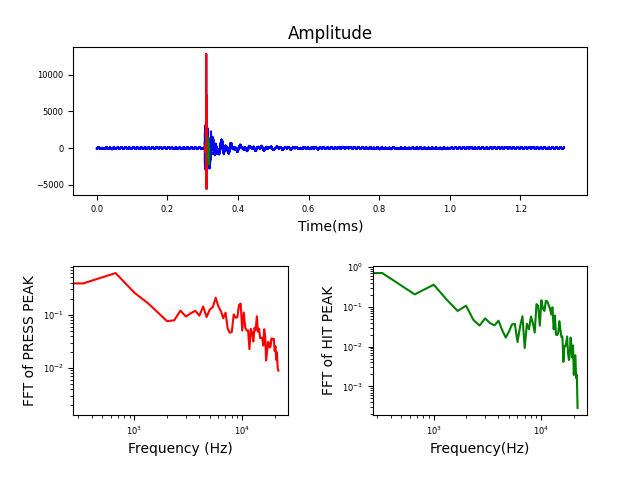 Amplitude
10000
5000
0
−5000
0.0 0.2 0.4 0.6 0.8 1.0 1.2
Time(ms)
FFT of PRESS PEAK
10⁻¹
10⁻²
10³ 10⁴
Frequency (Hz)
FFT of HIT PEAK
10⁰
10⁻¹
10⁻²
10⁻³
10³ 10⁴
Frequency(Hz)